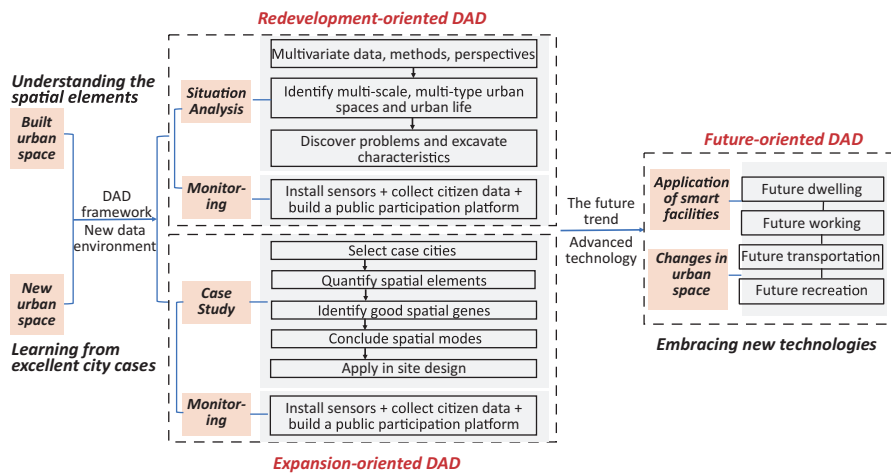 Redevelopment-oriented DAD
Understanding the
spatial elements
Built
urban
space
New
urban
space
Learning from
excellent city cases
DAD
framework
New data
environment
Situation
Analysis
Multivariate data, methods, perspectives
Identify multi-scale, multi-type urban
spaces and urban life
Discover problems and excavate
characteristics
Monitor-
ing
Install sensors + collect citizen data +
build a public participation platform
Case
Study
Select case cities
Quantify spatial elements
Identify good spatial genes
Conclude spatial modes
Apply in site design
Monitor-
ing
Install sensors + collect citizen data +
build a public participation platform
Expansion-oriented DAD
The future
trend
Advanced
technology
Future-oriented DAD
Application
of smart
facilities
Changes in
urban
space
Future dwelling
Future working
Future transportation
Future recreation
Embracing new technologies